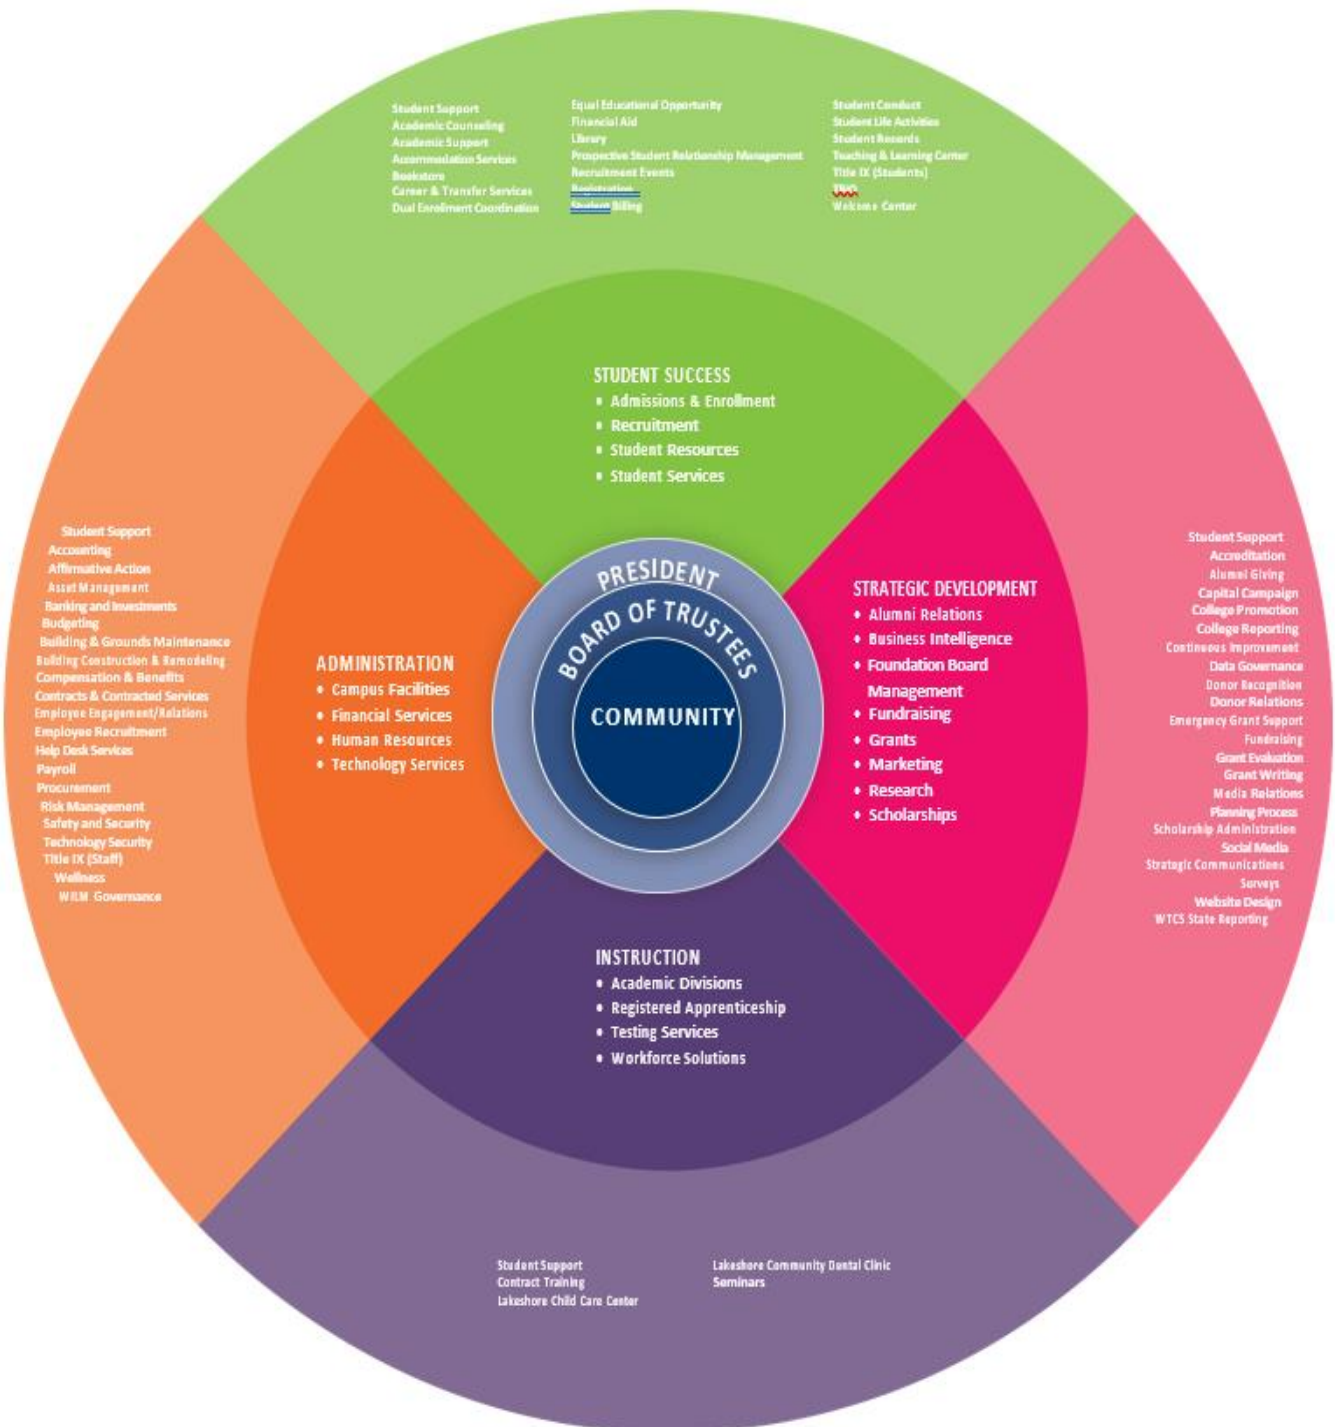 Student Support
Academic Counseling
Academic Support
Accommodation Services
Bookstore
Career & Transfer Services
Dual Enrollment Coordination
Equal Educational Opportunity
Financial Aid
Library
Prospective Student Relationship Management
Recruitment Events
Registration
Student Billing
Student Conduct
Student Life Activities
Student Records
Teaching & Learning Center
Title IX (Students)
Welcome Center
STUDENT SUCCESS
• Admissions & Enrollment
• Recruitment
• Student Resources
• Student Services
Student Support
Accounting
Affirmative Action
Asset Management
Banking and Investments
Budgeting
Building & Grounds Maintenance
Building Construction & Remodeling
Compensation & Benefits
Contracts & Contracted Services
Employee Engagement/Relations
Employee Recruitment
Help Desk Services
Payroll
Procurement
Risk Management
Safety and Security
Technology Security
Title IX (Staff)
Wellness
WILM Governance
ADMINISTRATION
• Campus Facilities
• Financial Services
• Human Resources
• Technology Services
PRESIDENT
BOARD OF TRUSTEES
COMMUNITY
STRATEGIC DEVELOPMENT
• Alumni Relations
• Business Intelligence
• Foundation Board
Management
• Fundraising
• Grants
• Marketing
• Research
• Scholarships
Student Support
Accreditation
Alumni Giving
Capital Campaign
College Promotion
College Reporting
Continuous Improvement
Data Governance
Donor Recognition
Donor Relations
Emergency Grant Support
Fundraising
Grant Evaluation
Grant Writing
Media Relations
Planning Process
Scholarship Administration
Social Media
Strategic Communications
Surveys
Website Design
WTCS State Reporting
INSTRUCTION
• Academic Divisions
• Registered Apprenticeship
• Testing Services
• Workforce Solutions
Student Support
Contract Training
Lakeshore Child Care Center
Lakeshore Community Dental Clinic
Seminars